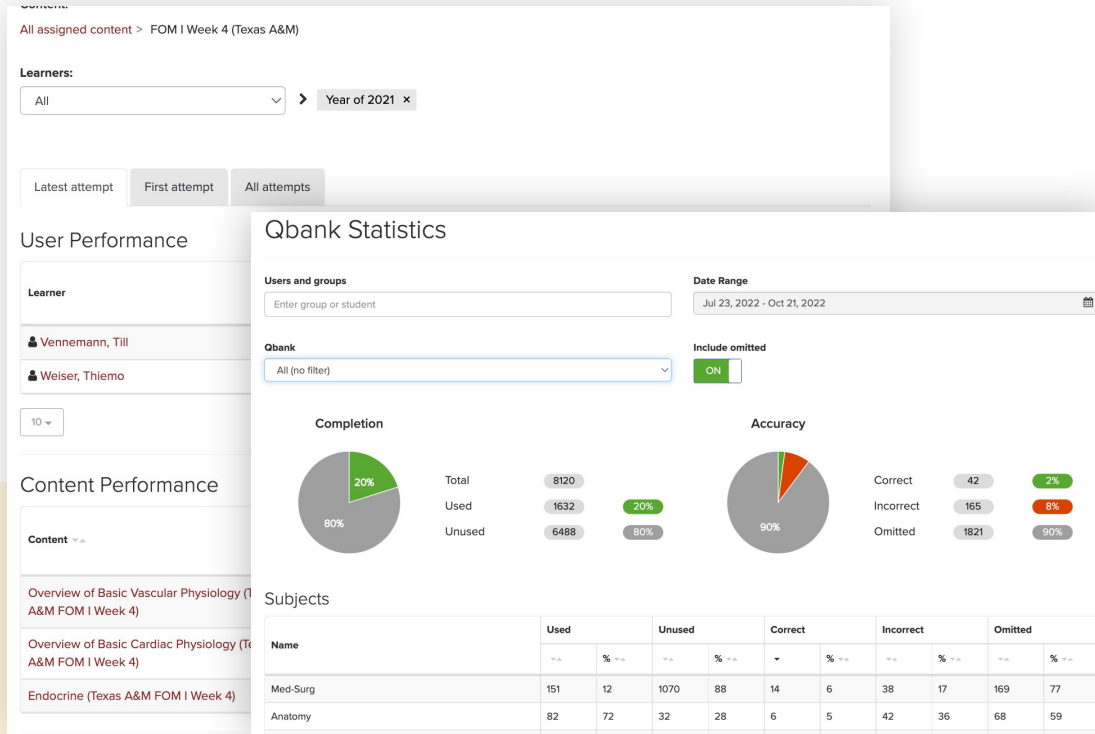 Content:
All assigned content > FOM I Week 4 (Texas A&M)
Learners:
All
Year of 2021 ×
Latest attempt First attempt All attempts
User Performance
Learner
Vennemann, Till
Weiser, Thiemo
10
Content Performance
Content
Overview of Basic Vascular Physiology (T
A&M FOM I Week 4)
Overview of Basic Cardiac Physiology (Te
A&M FOM I Week 4)
Endocrine (Texas A&M FOM I Week 4)
Qbank Statistics
Users and groups Date Range
Enter group or student Jul 23, 2022 - Oct 21, 2022
Qbank Include omitted
All (no filter) ON
Completion Accuracy
20%
80%
Total 8120
Used 1632 20%
Unused 6488 80%
90%
Correct 42 2%
Incorrect 165 8%
Omitted 1821 90%
Subjects
Name Used Unused Correct Incorrect Omitted
% % % % %
Med-Surg 151 12 1070 88 14 6 38 17 169 77
Anatomy 82 72 32 28 6 5 42 36 68 59